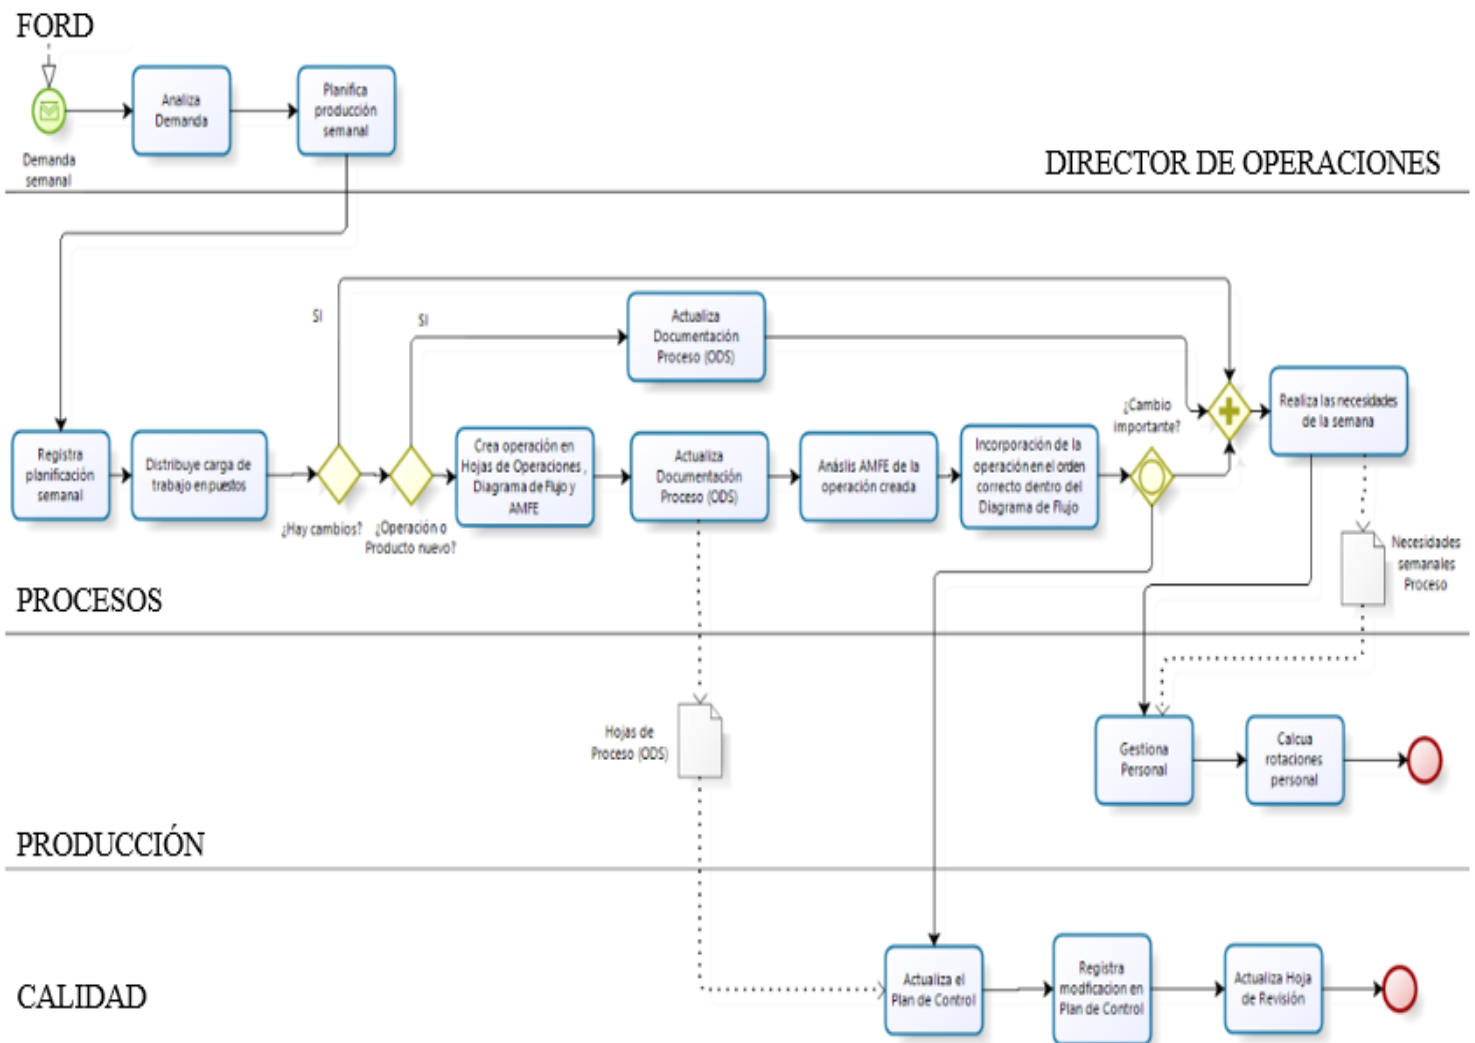 FORD
Demanda
semanal
Analiza
Demanda
Planifica
producción
semanal
DIRECTOR DE OPERACIONES
SI
SI
Actualiza
Documentación
Proceso (ODS)
Registra
planificación
semanal
Distribuye carga de
trabajo en puestos
¿Hay cambios?
¿Operación o
Producto nuevo?
Crea operación en
Hojas de Operaciones ,
Diagrama de Flujo y
AMFE
Actualiza
Documentación
Proceso (ODS)
Anáslis AMFE de la
operación creada
Incorporación de la
operación en el orden
correcto dentro del
Diagrama de Flujo
¿Cambio
importante?
Realiza las necesidades
de la semana
Necesidades
semanales
Proceso
PROCESOS
Hojas de
Proceso (ODS)
Gestiona
Personal
Calcua
rotaciones
personal
PRODUCCIÓN
Actualiza el
Plan de Control
Registra
modficacion en
Plan de Control
Actualiza Hoja
de Revisión
CALIDAD